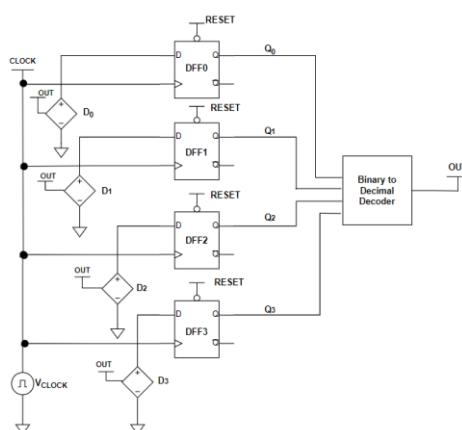 RESET
CLOCK
D Q
DFF0
Q
Q0
OUT
D0
RESET
D Q
DFF1
Q
Q1
OUT
D1
RESET
D Q
DFF2
Q
Q2
OUT
D2
RESET
D Q
DFF3
Q
Q3
OUT
D3
VCLOCK
Binary to
Decimal
Decoder